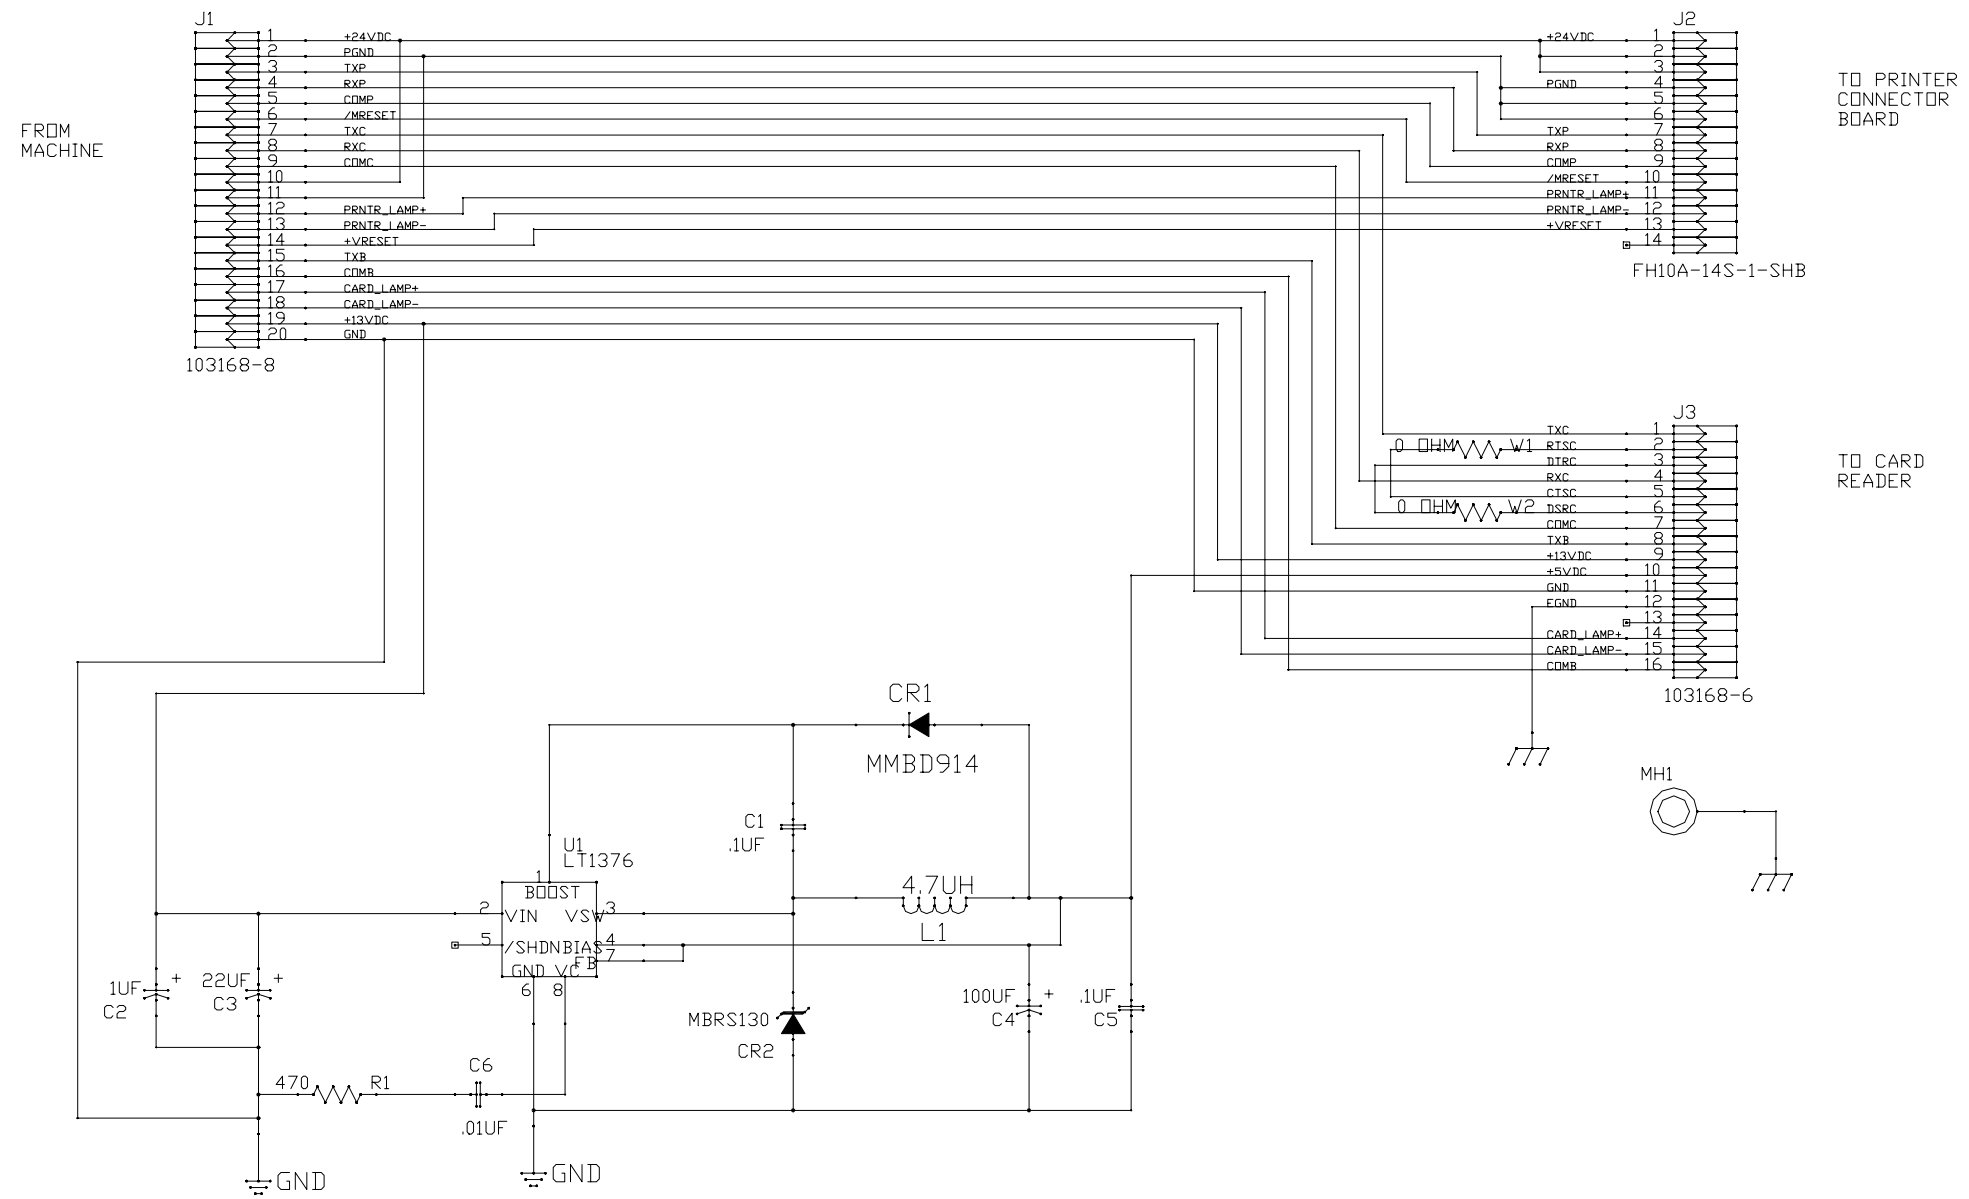 J1
1 +24VDC
2 PGND
3 TXP
4 RXP
5 COMP
6 /MRESET
7 TXC
8 RXC
9 COMC
10
11
12 PRNTR_LAMP+
13 PRNTR_LAMP-
14 +VRESET
15 TXB
16 COMB
17 CARD_LAMP+
18 CARD_LAMP-
19 +13VDC
20 GND
103168-8
FROM
MACHINE
J2
+24VDC 1
2
3
PGND 4
5
6
TXP 7
RXP 8
COMP 9
/MRESET 10
PRNTR_LAMP+ 11
PRNTR_LAMP- 12
+VRESET 13
14
FH10A-14S-1-SHB
TO PRINTER
CONNECTOR
BOARD
J3
TXC 1
0 OHM W1 RTSC 2
DTRC 3
RXC 4
CTSC 5
0 OHM W2 DSRC 6
COMC 7
TXB 8
+13VDC 9
+5VDC 10
GND 11
EGND 12
13
CARD_LAMP+ 14
CARD_LAMP- 15
COMB 16
103168-6
TO CARD
READER
MH1
CR1
MMBD914
C1
.1UF
U1
LT1376
1
BOOST
2 VIN VSW 3
5 /SHDN BIAS 4
FB 7
GND VC
6 8
4.7UH
L1
1UF +
C2
22UF +
C3
MBRS130
CR2
100UF +
C4
.1UF
C5
470 R1
C6
.01UF
GND
GND